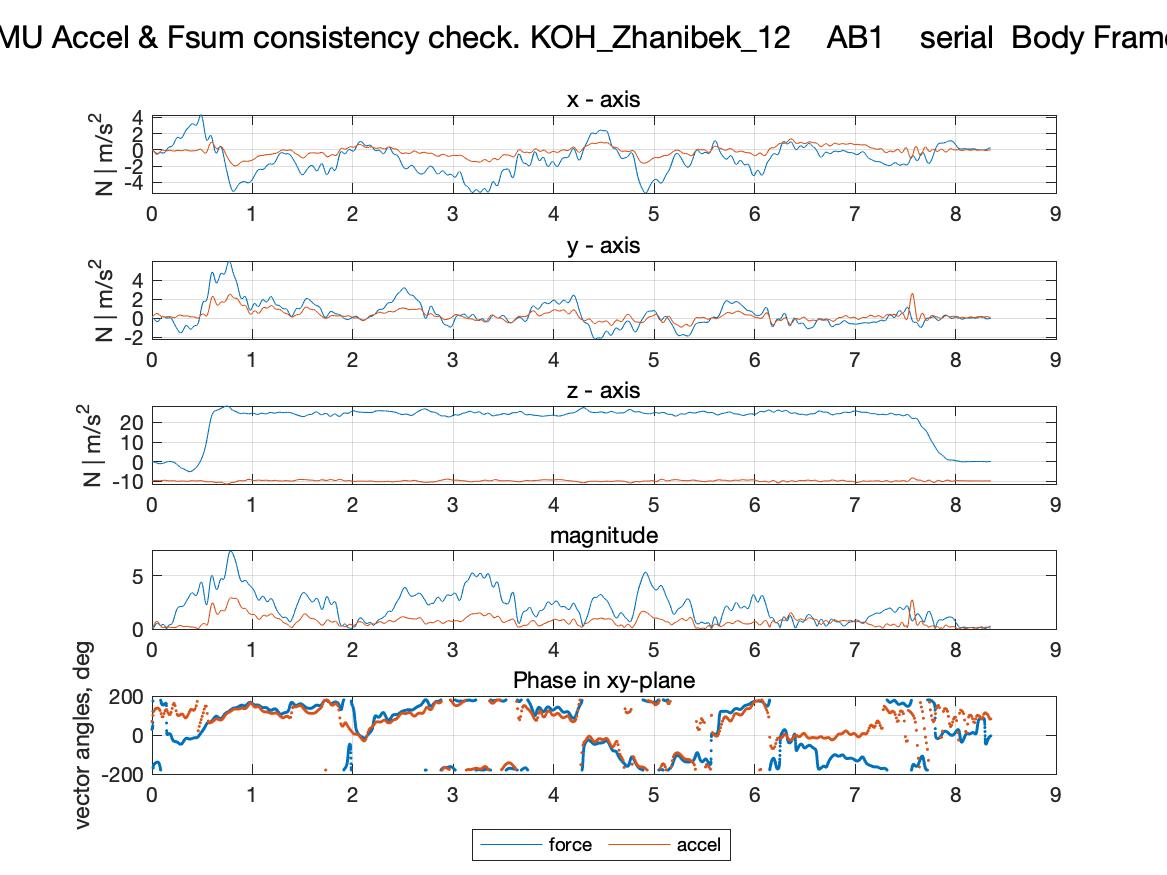 MU Accel & Fsum consistency check. KOH_Zhanibek_12 AB1 serial Body Frame
x - axis
N | m/s²
4
2
0
-2
-4
0 1 2 3 4 5 6 7 8 9
y - axis
N | m/s²
4
2
0
-2
0 1 2 3 4 5 6 7 8 9
z - axis
N | m/s²
20
10
0
-10
0 1 2 3 4 5 6 7 8 9
magnitude
5
0
0 1 2 3 4 5 6 7 8 9
Phase in xy-plane
vector angles, deg
200
0
-200
0 1 2 3 4 5 6 7 8 9
force accel